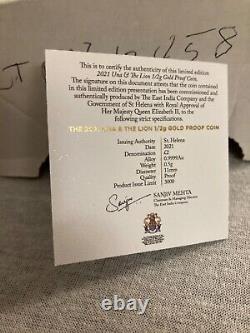 258
ST
This is to certify the authenticity of this limited edition
2021 Una & The Lion 1/2g Gold Proof Coin.
The signature on this document attests that the coin contained
in this limited edition presentation has been commissioned and
authentically produced by The East India Company and the
Government of St Helena with Royal Approval of
Her Majesty Queen Elizabeth II, to the
following strict specifications.
THE 2021 UNA & THE LION 1/2g GOLD PROOF COIN
Issuing Authority St. Helena
Date 2021
Denomination £2
Alloy 0.9999Au
Weight 0.5g
Diameter 11mm
Quality Proof
Product Issue Limit 3000
SANJIV MEHTA
Chairman & Managing Director
The East India Company